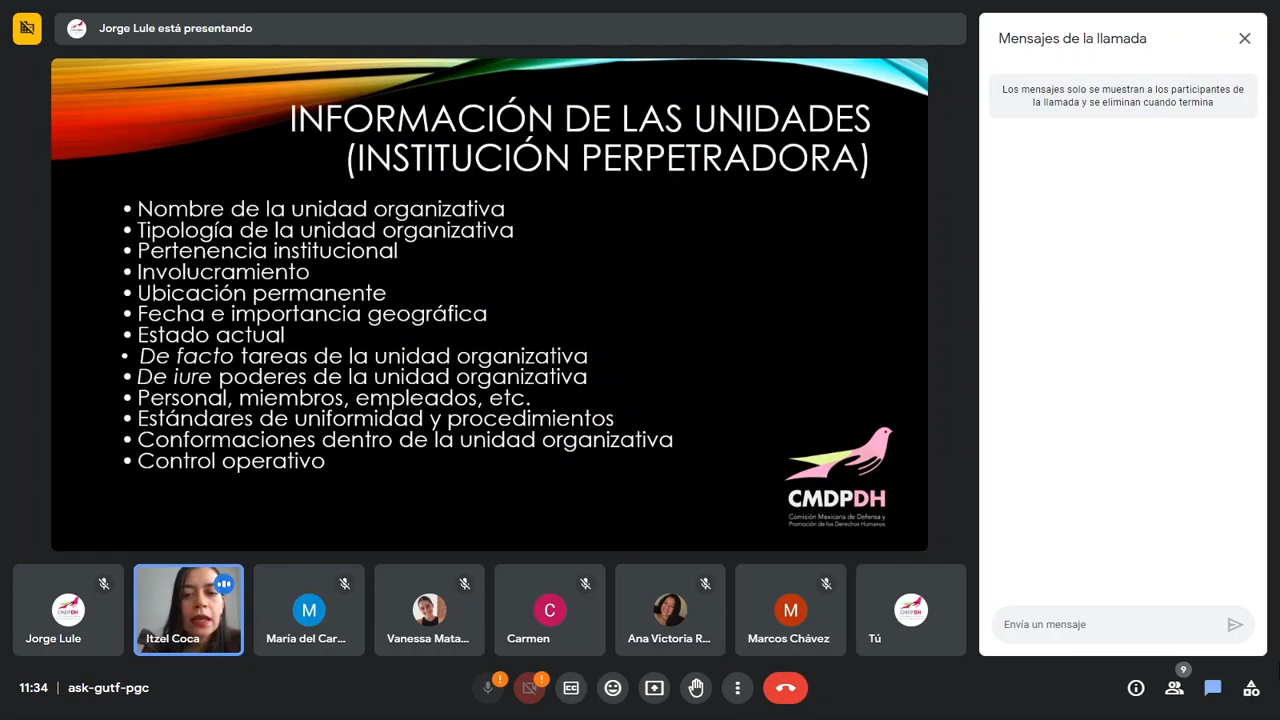 Jorge Lule está presentando
INFORMACIÓN DE LAS UNIDADES
(INSTITUCIÓN PERPETRADORA)
• Nombre de la unidad organizativa
• Tipología de la unidad organizativa
• Pertenencia institucional
• Involucramiento
• Ubicación permanente
• Fecha e importancia geográfica
• Estado actual
• De facto tareas de la unidad organizativa
• De iure poderes de la unidad organizativa
• Personal, miembros, empleados, etc.
• Estándares de uniformidad y procedimientos
• Conformaciones dentro de la unidad organizativa
• Control operativo
CMDPDH
Comisión Mexicana de Defensa y
Promoción de los Derechos Humanos
Mensajes de la llamada
Los mensajes solo se muestran a los participantes de
la llamada y se eliminan cuando termina
Envía un mensaje
Jorge Lule
Itzel Coca
M
María del Car...
Vanessa Mata...
C
Carmen
Ana Victoria R...
M
Marcos Chávez
Tú
11:34 | ask-gutf-pgc
9